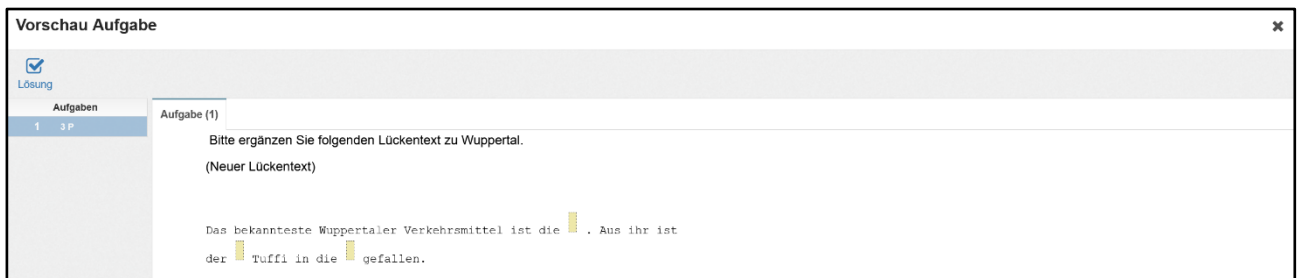 Vorschau Aufgabe
Lösung
Aufgaben
1 3 P
Aufgabe (1)
Bitte ergänzen Sie folgenden Lückentext zu Wuppertal.
(Neuer Lückentext)
Das bekannteste Wuppertaler Verkehrsmittel ist die . Aus ihr ist
der Tuffi in die gefallen.